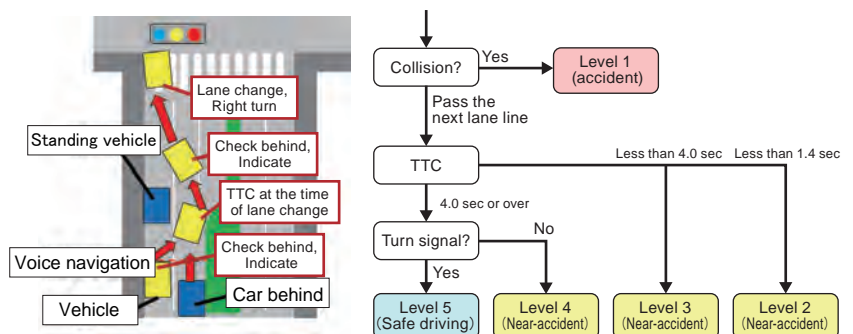 Lane change,
Right turn
Standing vehicle
Check behind,
Indicate
TTC at the time
of lane change
Check behind,
Indicate
Voice navigation
Vehicle
Car behind
Collision?
Yes
Level 1
(accident)
Pass the
next lane line
TTC
Less than 4.0 sec
Less than 1.4 sec
4.0 sec or over
Turn signal?
No
Yes
Level 5
(Safe driving)
Level 4
(Near-accident)
Level 3
(Near-accident)
Level 2
(Near-accident)